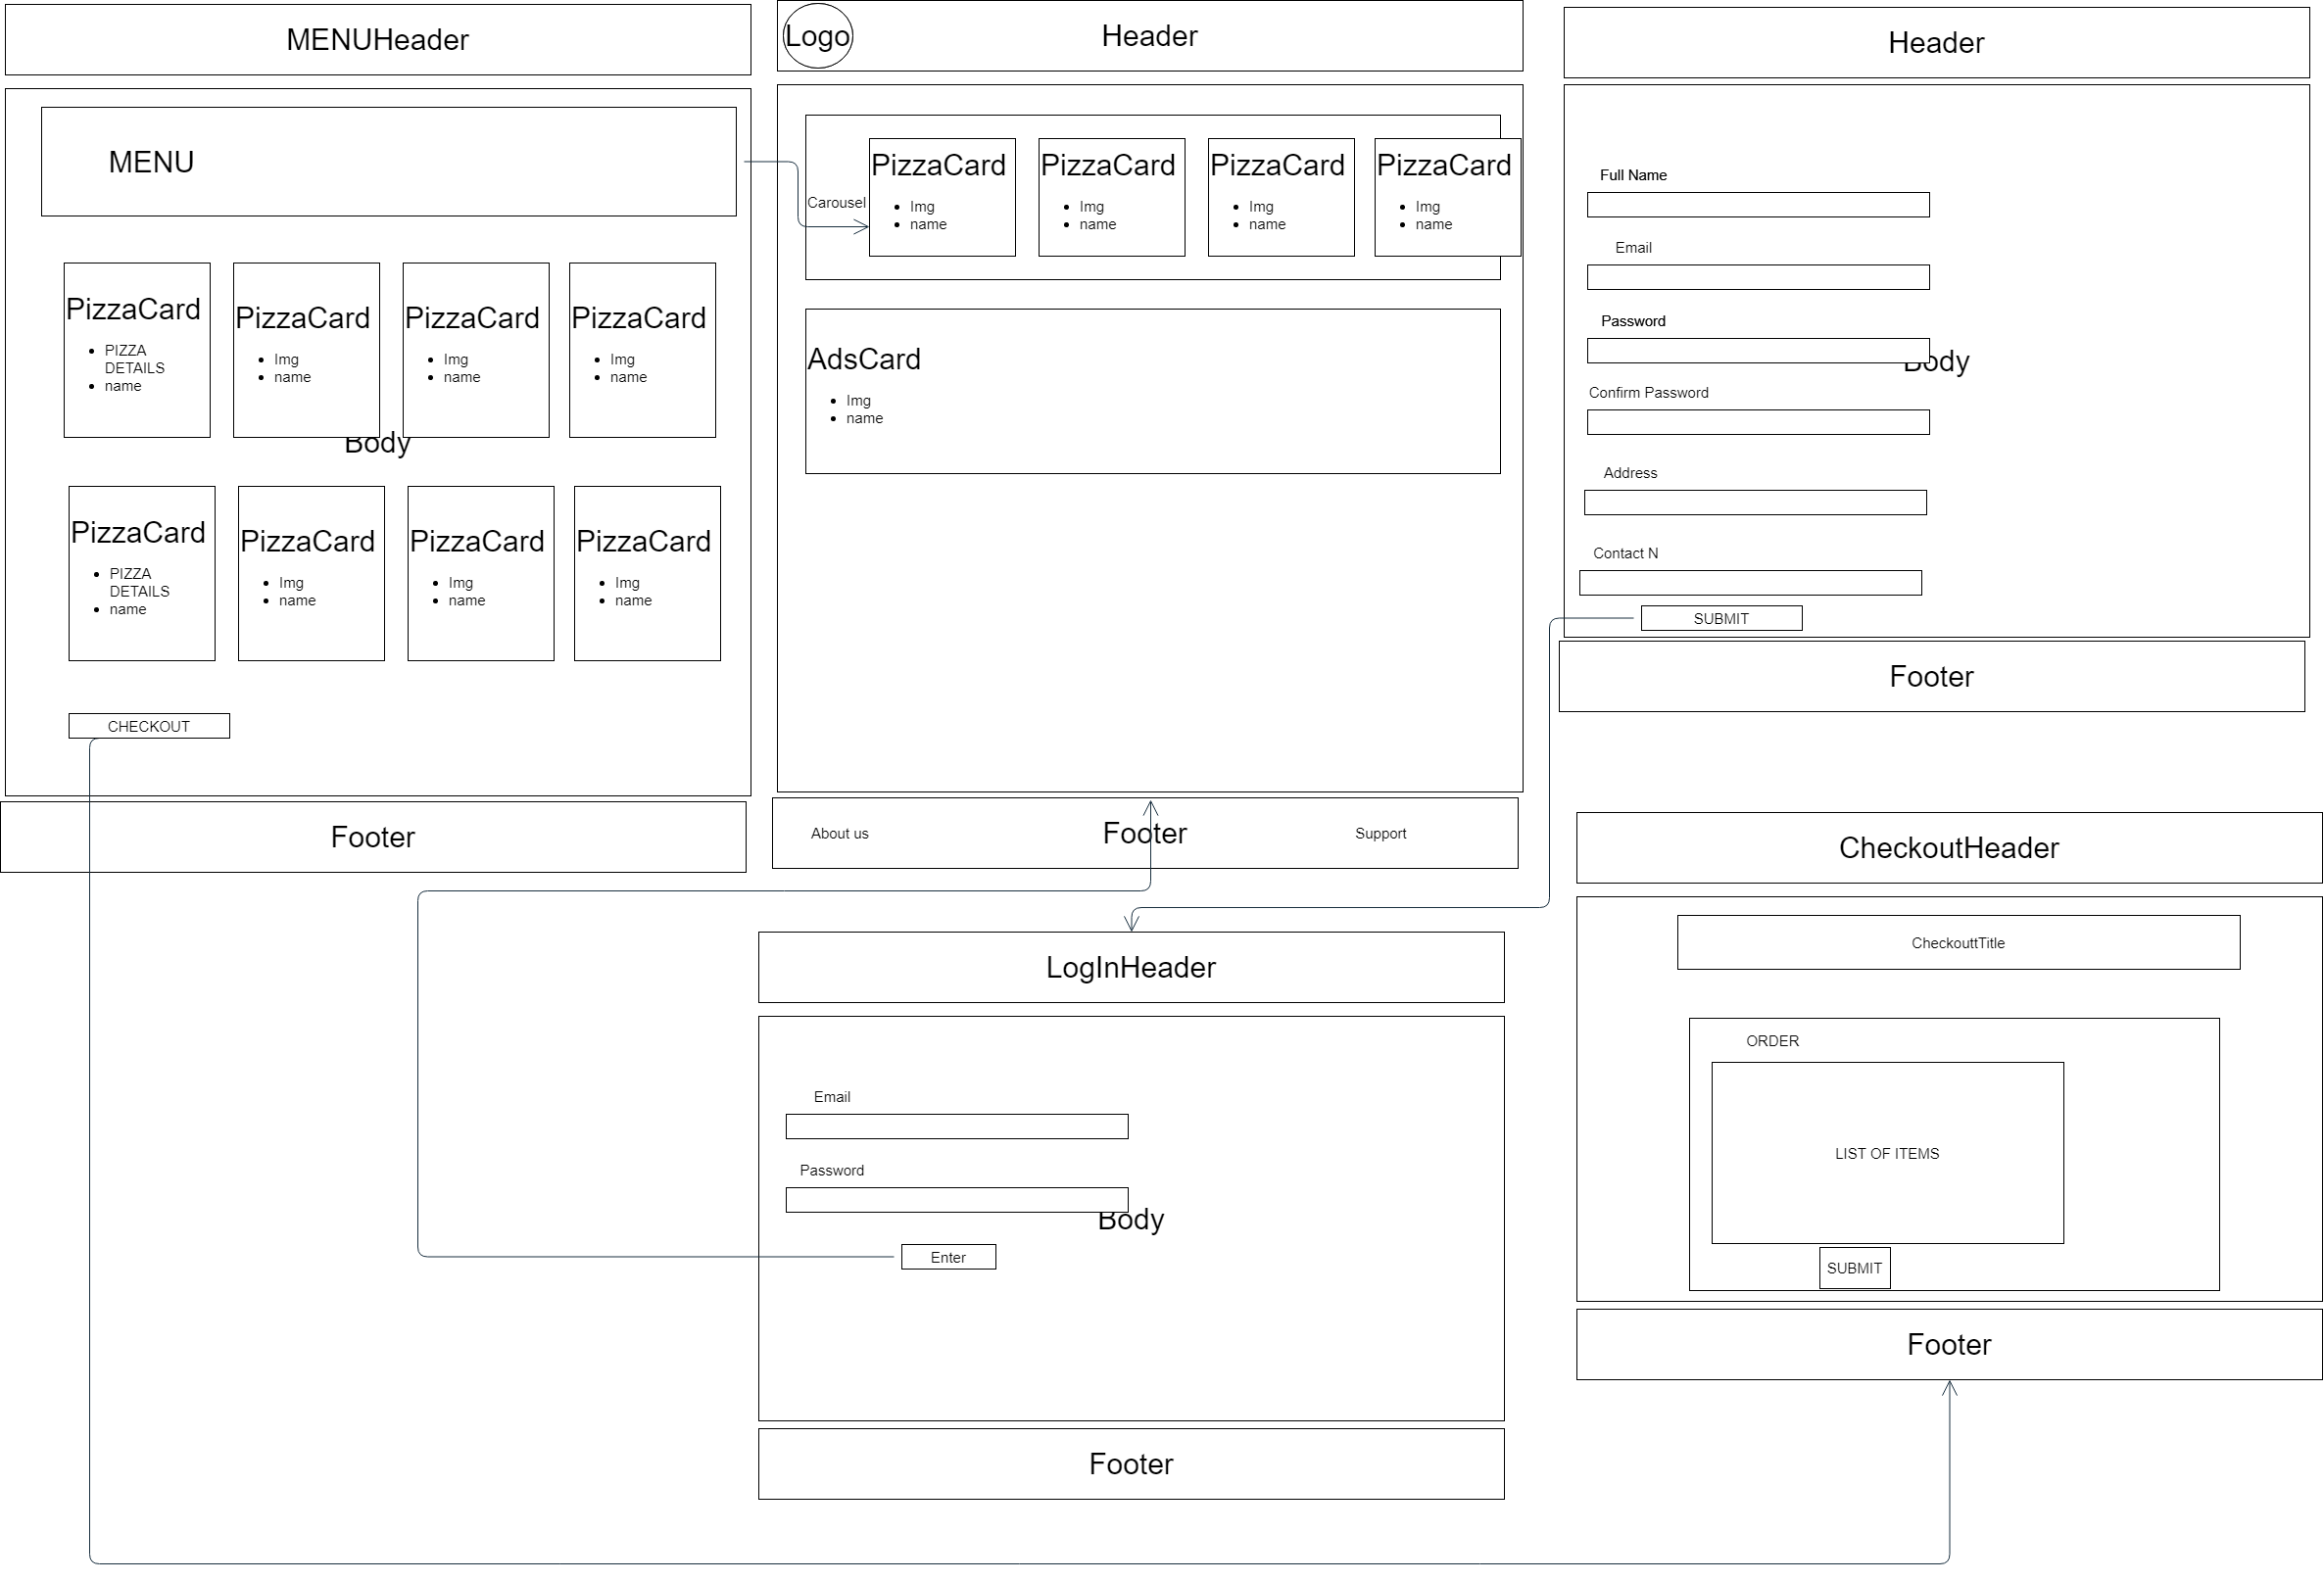 MENUHeader
MENU
PizzaCard
PIZZA
DETAILS
name
PizzaCard
Img
name
PizzaCard
Img
name
PizzaCard
Img
name
Body
PizzaCard
PIZZA
DETAILS
name
PizzaCard
Img
name
PizzaCard
Img
name
PizzaCard
Img
name
CHECKOUT
Footer
Logo
Header
Carousel
PizzaCard
Img
name
PizzaCard
Img
name
PizzaCard
Img
name
PizzaCard
Img
name
AdsCard
Img
name
About us
Footer
Support
Header
Full Name
Email
Password
Body
Confirm Password
Address
Contact N
SUBMIT
Footer
LogInHeader
Email
Password
Body
Enter
Footer
CheckoutHeader
CheckouttTitle
ORDER
LIST OF ITEMS
SUBMIT
Footer